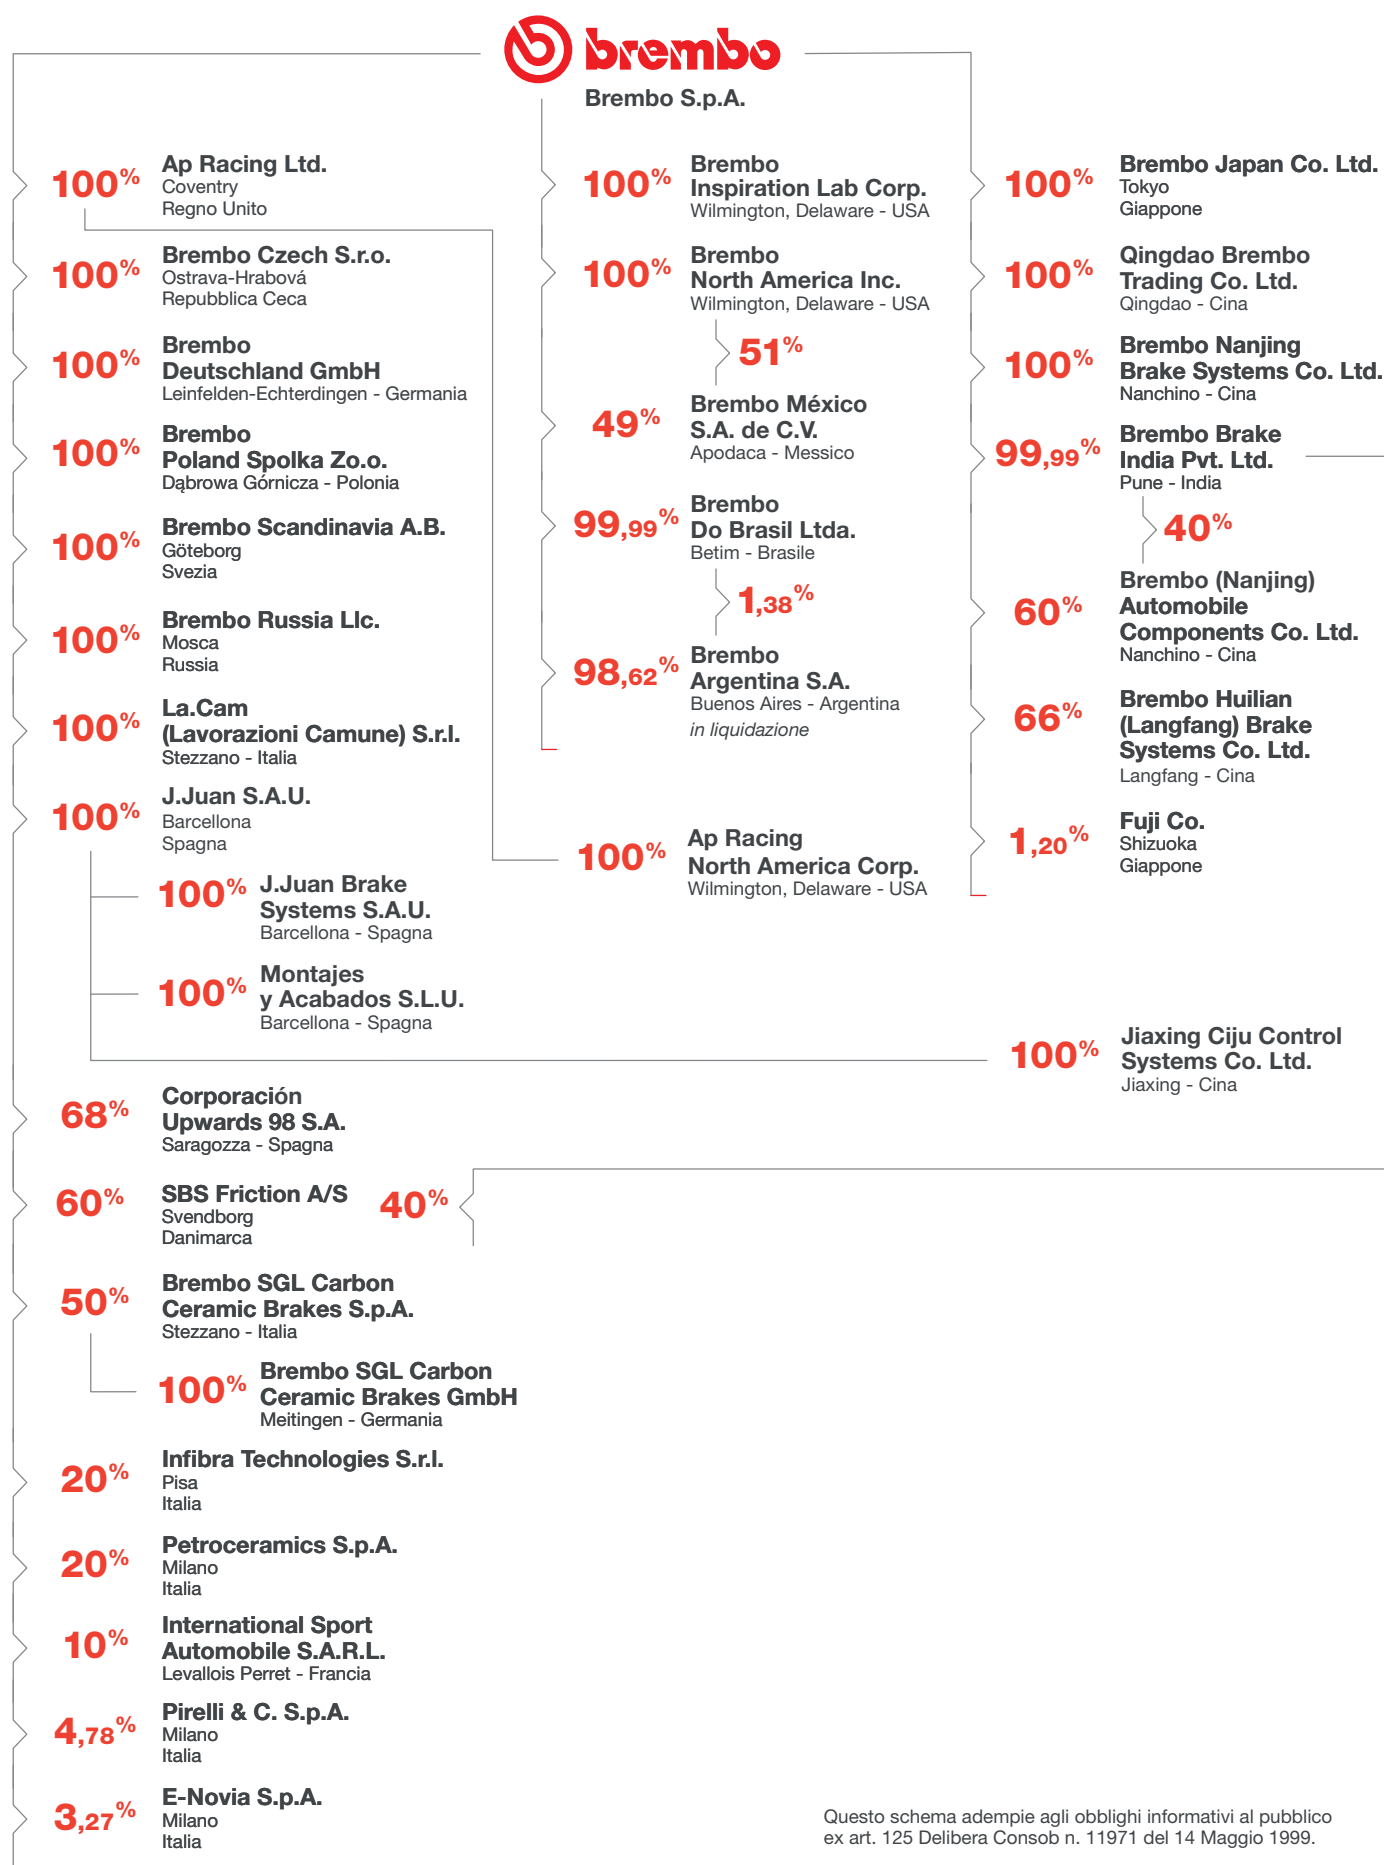 brembo
Brembo S.p.A.
100%
Ap Racing Ltd.
Coventry
Regno Unito
100%
Brembo Czech S.r.o.
Ostrava-Hrabová
Repubblica Ceca
100%
Brembo
Deutschland GmbH
Leinfelden-Echterdingen - Germania
100%
Brembo
Poland Spolka Zo.o.
Dąbrowa Górnicza - Polonia
100%
Brembo Scandinavia A.B.
Göteborg
Svezia
100%
Brembo Russia Llc.
Mosca
Russia
100%
La.Cam
(Lavorazioni Camune) S.r.l.
Stezzano - Italia
100%
J.Juan S.A.U.
Barcellona
Spagna
100%
J.Juan Brake
Systems S.A.U.
Barcellona - Spagna
100%
Montajes
y Acabados S.L.U.
Barcellona - Spagna
68%
Corporación
Upwards 98 S.A.
Saragozza - Spagna
60%
SBS Friction A/S
Svendborg
Danimarca
40%
50%
Brembo SGL Carbon
Ceramic Brakes S.p.A.
Stezzano - Italia
100%
Brembo SGL Carbon
Ceramic Brakes GmbH
Meitingen - Germania
20%
Infibra Technologies S.r.l.
Pisa
Italia
20%
Petroceramics S.p.A.
Milano
Italia
10%
International Sport
Automobile S.A.R.L.
Levallois Perret - Francia
4,78%
Pirelli & C. S.p.A.
Milano
Italia
3,27%
E-Novia S.p.A.
Milano
Italia
100%
Brembo
Inspiration Lab Corp.
Wilmington, Delaware - USA
100%
Brembo
North America Inc.
Wilmington, Delaware - USA
51%
49%
Brembo México
S.A. de C.V.
Apodaca - Messico
99,99%
Brembo
Do Brasil Ltda.
Betim - Brasile
1,38%
98,62%
Brembo
Argentina S.A.
Buenos Aires - Argentina
in liquidazione
100%
Ap Racing
North America Corp.
Wilmington, Delaware - USA
100%
Brembo Japan Co. Ltd.
Tokyo
Giappone
100%
Qingdao Brembo
Trading Co. Ltd.
Qingdao - Cina
100%
Brembo Nanjing
Brake Systems Co. Ltd.
Nanchino - Cina
99,99%
Brembo Brake
India Pvt. Ltd.
Pune - India
40%
60%
Brembo (Nanjing)
Automobile
Components Co. Ltd.
Nanchino - Cina
66%
Brembo Huilian
(Langfang) Brake
Systems Co. Ltd.
Langfang - Cina
1,20%
Fuji Co.
Shizuoka
Giappone
100%
Jiaxing Ciju Control
Systems Co. Ltd.
Jiaxing - Cina
Questo schema adempie agli obblighi informativi al pubblico
ex art. 125 Delibera Consob n. 11971 del 14 Maggio 1999.